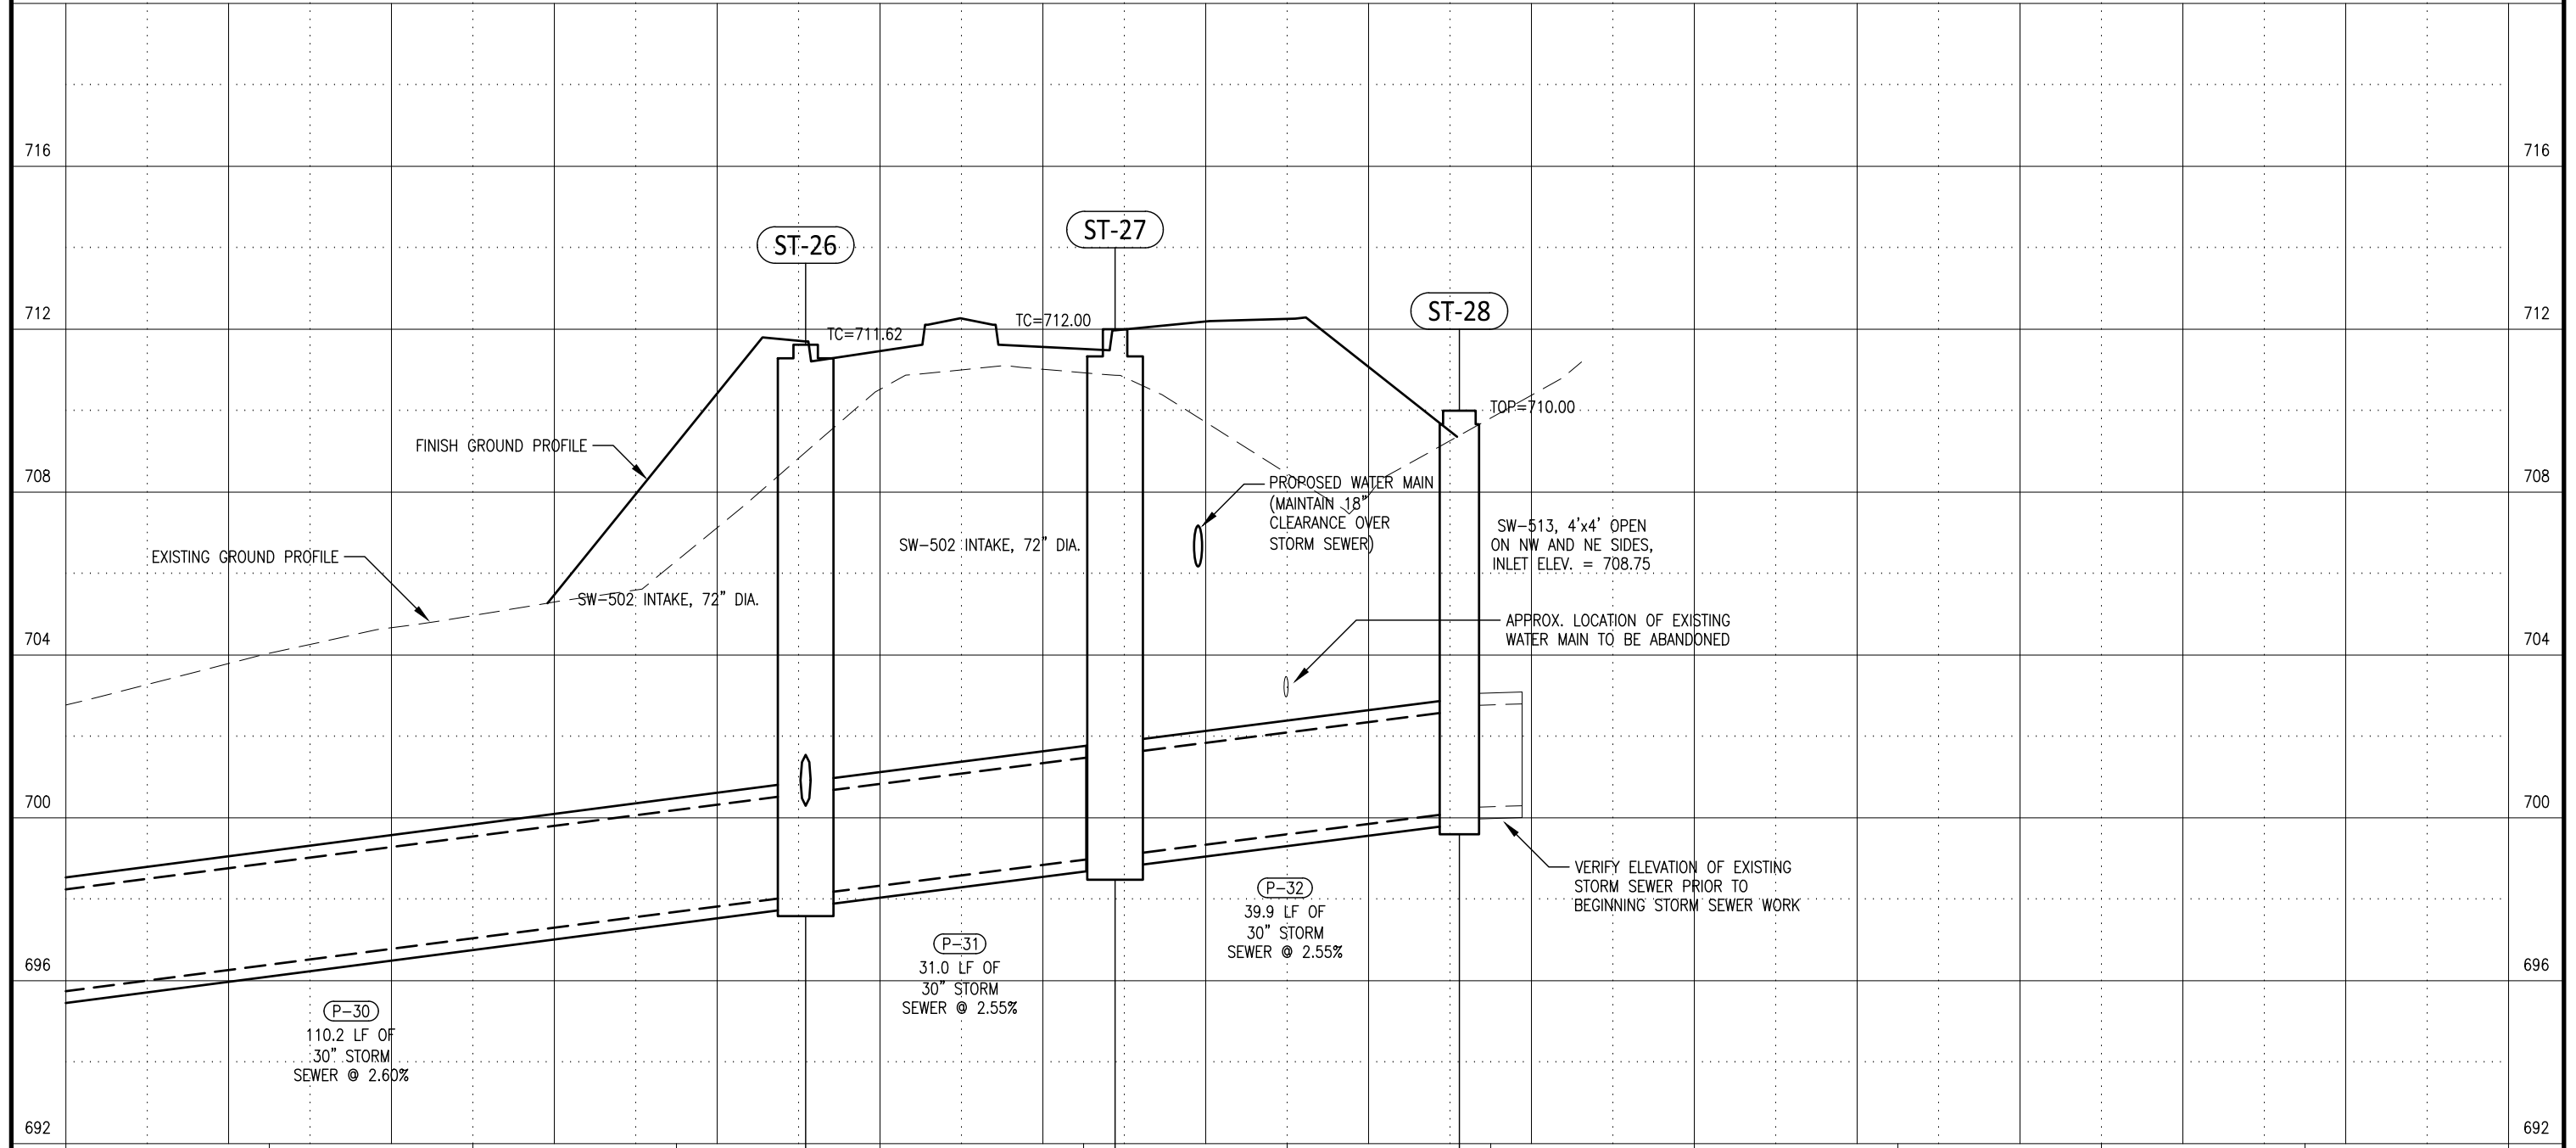 716
716
ST-26
ST-27
ST-28
712
TC=711.62
TC=712.00
712
TOP=710.00
FINISH GROUND PROFILE
708
708
PROPOSED WATER MAIN
(MAINTAIN 18"
CLEARANCE OVER
STORM SEWER)
SW-513, 4'x4' OPEN
ON NW AND NE SIDES,
INLET ELEV. = 708.75
SW-502 INTAKE, 72" DIA.
EXISTING GROUND PROFILE
SW-502 INTAKE, 72" DIA.
704
704
APPROX. LOCATION OF EXISTING
WATER MAIN TO BE ABANDONED
700
700
VERIFY ELEVATION OF EXISTING
STORM SEWER PRIOR TO
BEGINNING STORM SEWER WORK
P-32
39.9 LF OF
30" STORM
SEWER @ 2.55%
P-31
31.0 LF OF
30" STORM
SEWER @ 2.55%
696
696
P-30
110.2 LF OF
30" STORM
SEWER @ 2.60%
692
692